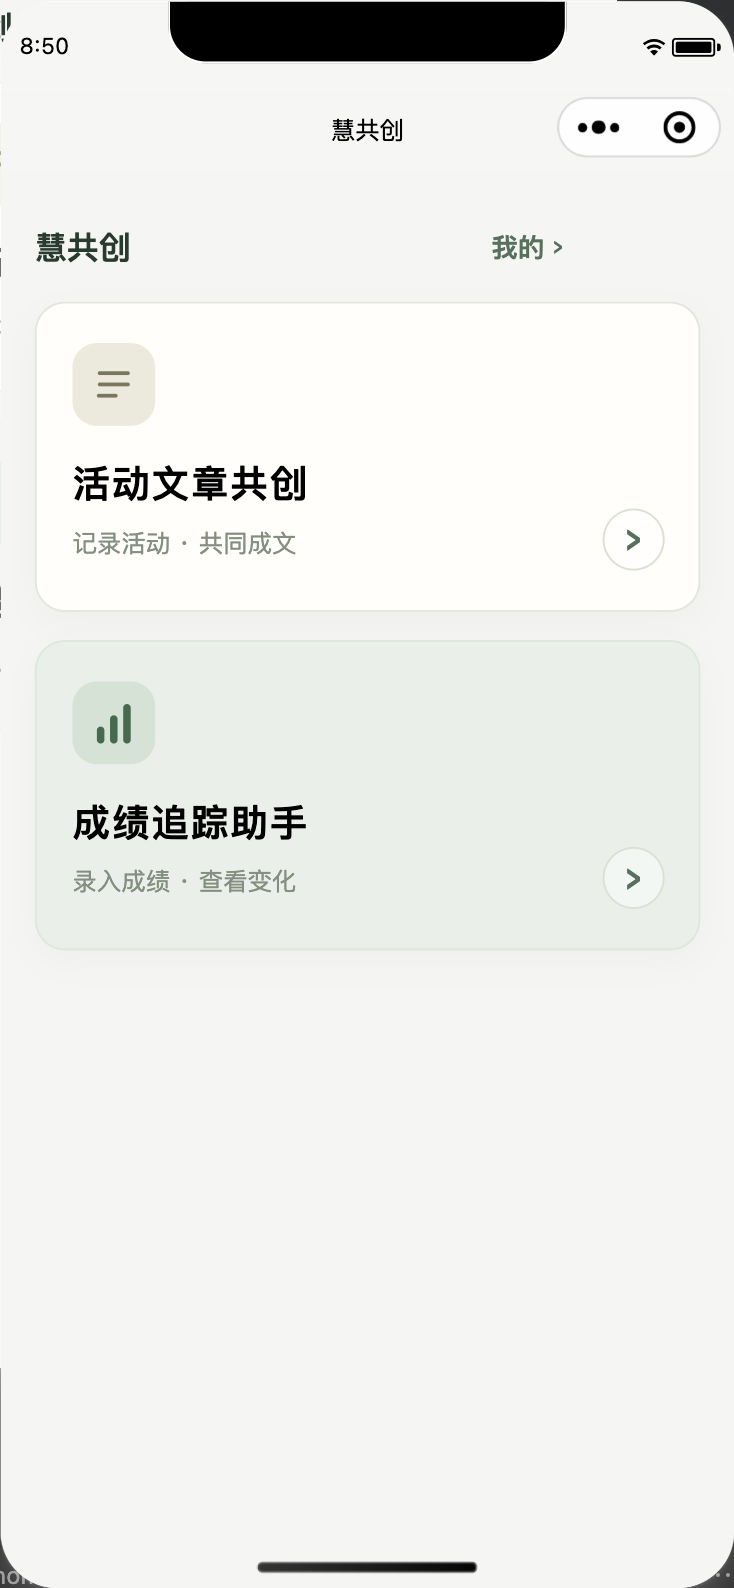 8:50
慧共创
慧共创 我的 >
活动文章共创
记录活动 · 共同成文
成绩追踪助手
录入成绩 · 查看变化